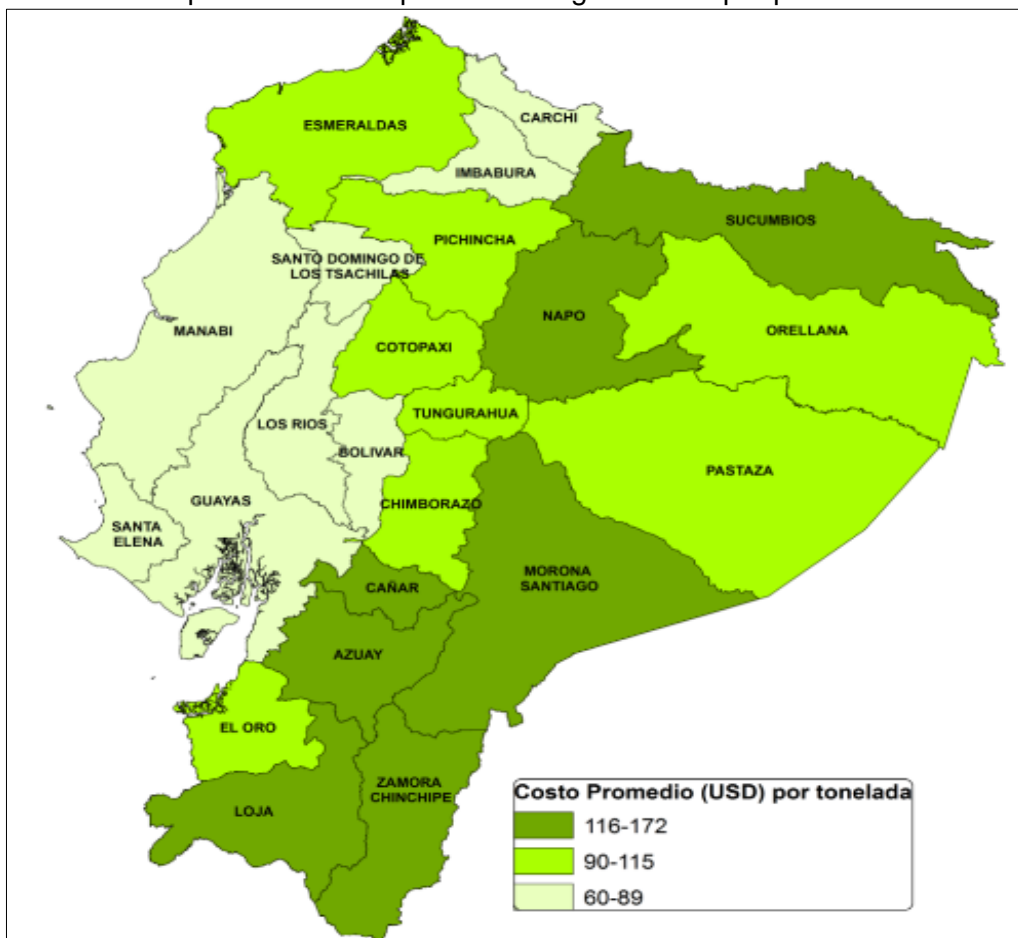 ESMERALDAS
CARCHI
IMBABURA
SUCUMBIOS
PICHINCHA
SANTO DOMINGO DE
LOS TSACHILAS
NAPO
ORELLANA
MANABI
COTOPAXI
TUNGURAHUA
LOS RIOS
BOLIVAR
PASTAZA
GUAYAS
CHIMBORAZO
SANTA
ELENA
MORONA
SANTIAGO
CAÑAR
AZUAY
EL ORO
ZAMORA
CHINCHIPE
LOJA
Costo Promedio (USD) por tonelada
116-172
90-115
60-89